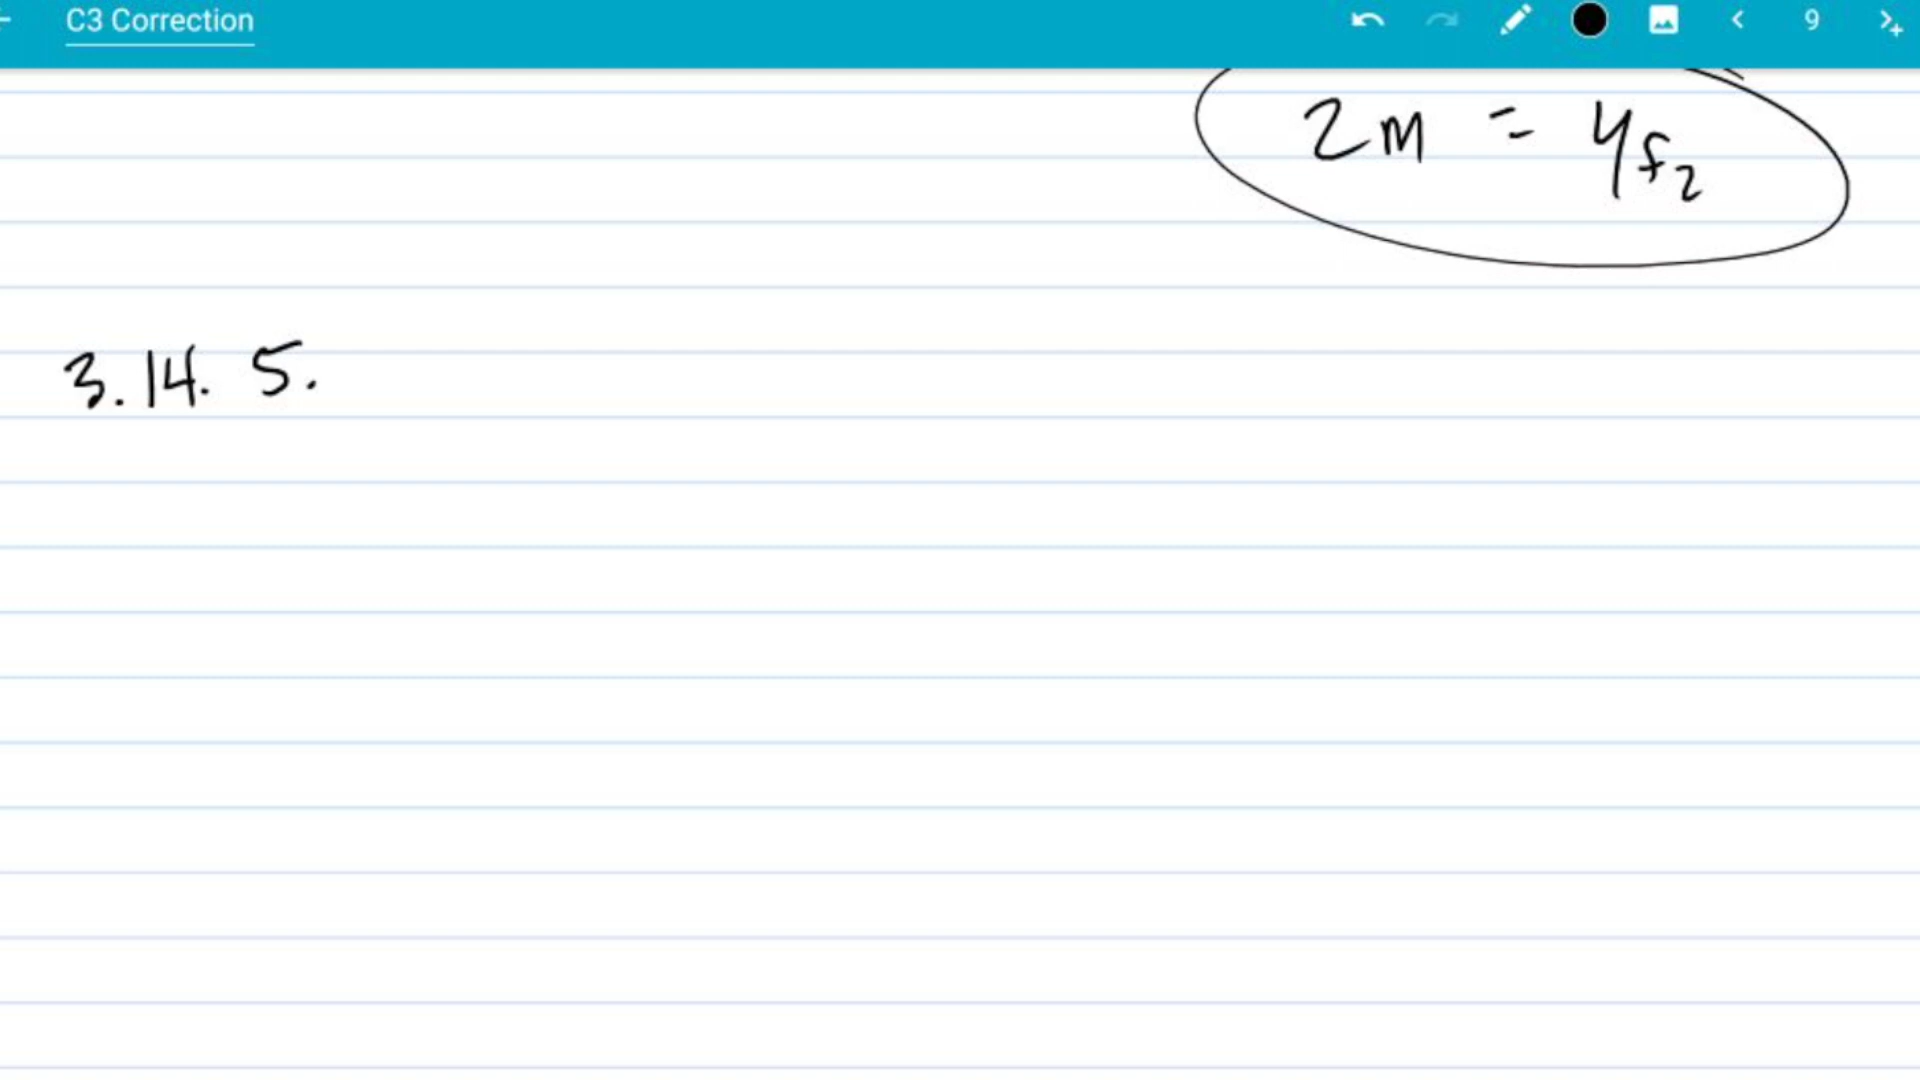 C3 Correction
9
2m = 4f₂
3.14. 5.